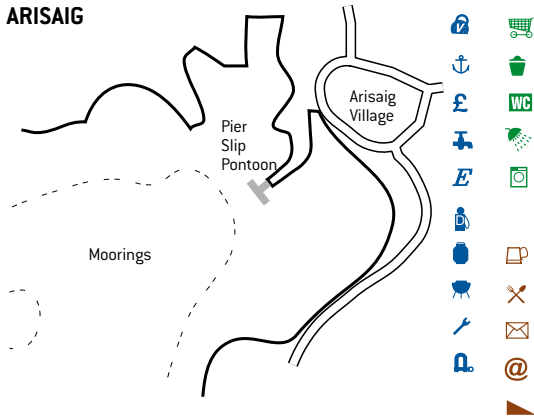 ARISAIG
Arisaig
Village
Pier
Slip
Pontoon
Moorings
V
£
WC
E
D
@